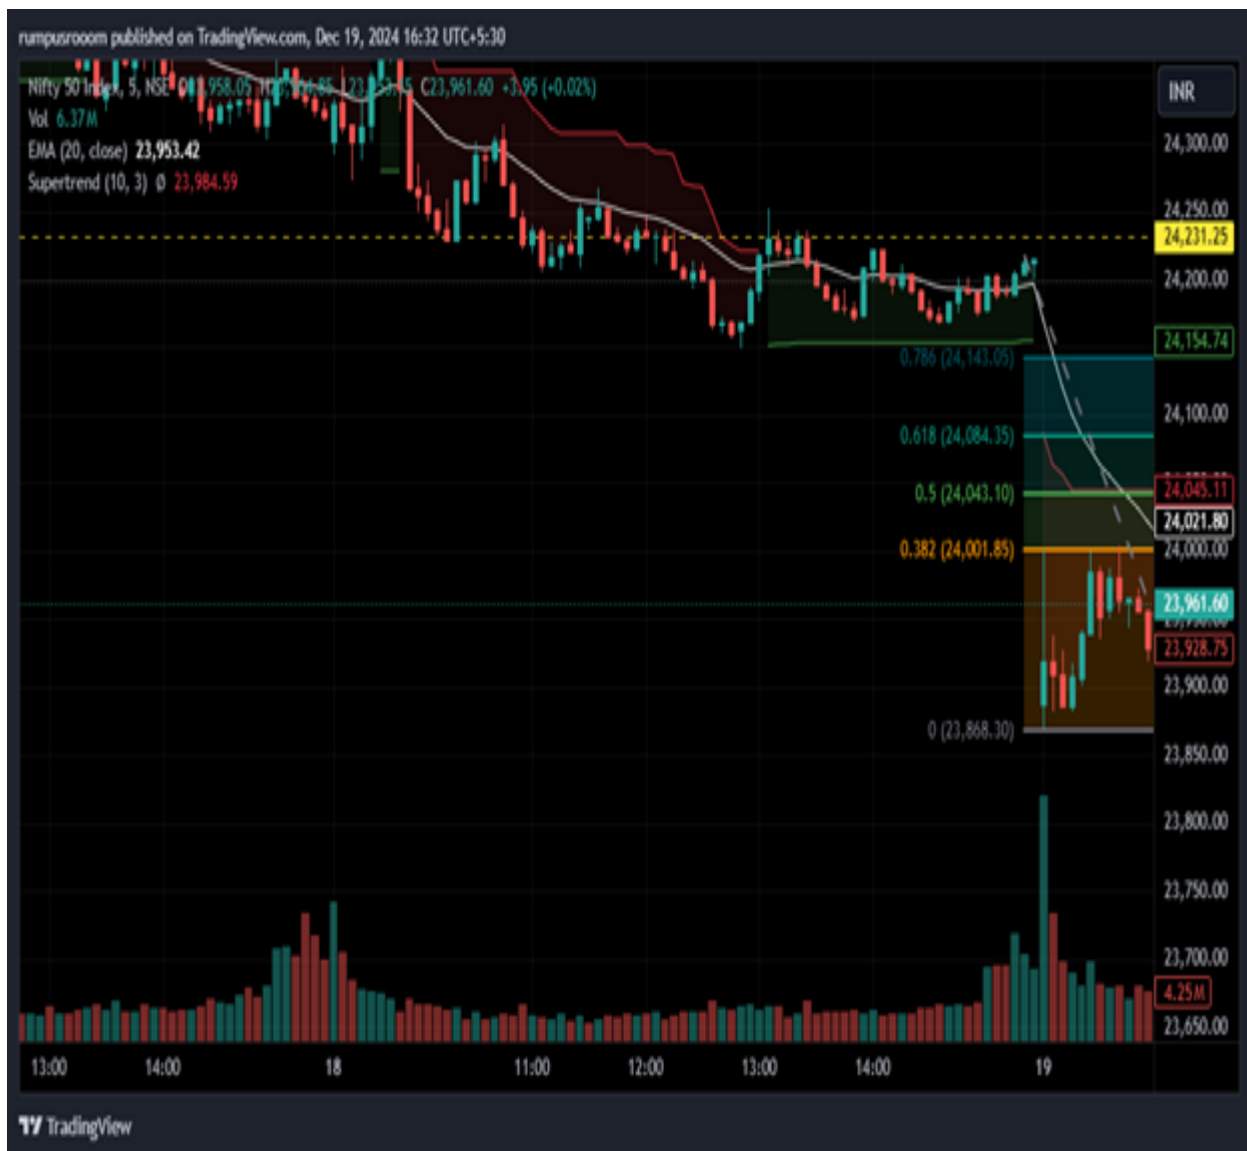 rumpusrooom published on TradingView.com, Dec 19, 2024 16:32 UTC+5:30
Nifty 50 Index, 5, NSE C23,961.60 +3.95 (+0.02%)
INR
Vol 6.37M
EMA (20, close) 23,953.42
Supertrend (10, 3) Ø 23,984.59
24,300.00
24,250.00
24,231.25
24,200.00
24,154.74
0.786 (24,143.05)
24,100.00
0.618 (24,084.35)
0.5 (24,043.10)
24,045.11
24,021.80
0.382 (24,001.85)
24,000.00
23,961.60
23,928.75
23,900.00
0 (23,868.30)
23,850.00
23,800.00
23,750.00
23,700.00
4.25M
23,650.00
13:00 14:00 18 11:00 12:00 13:00 14:00 19
TradingView